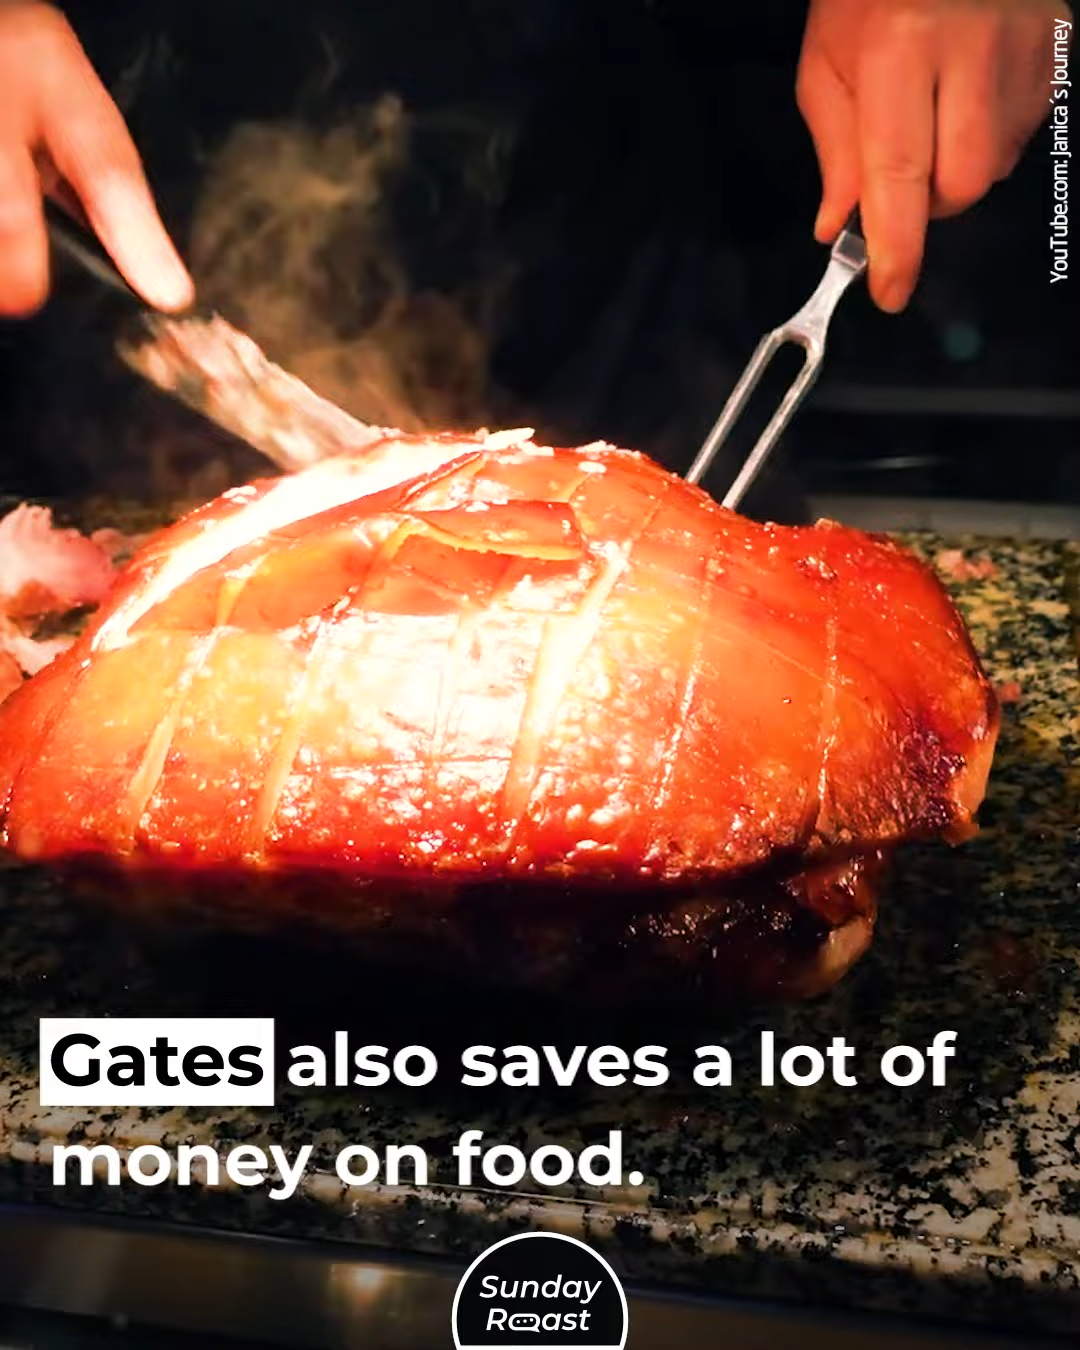 YouTube.com: Janica´s Journey
Gates also saves a lot of
money on food.
Sunday
Roast